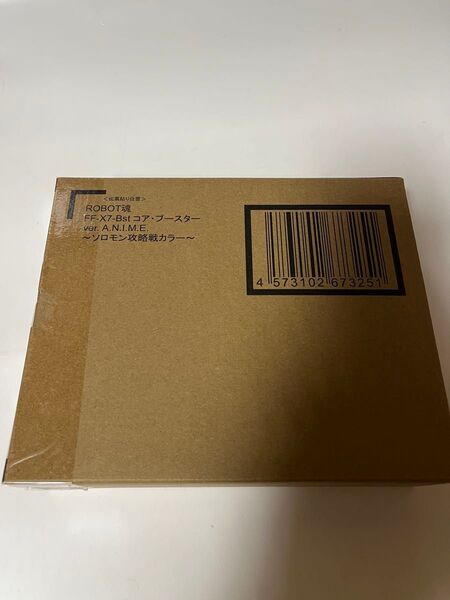 ＜伝票貼り位置＞
ROBOT魂
FF-X7-Bst コア・ブースター
ver. A.N.I.M.E.
～ソロモン攻略戦カラー～
4 573102 673251